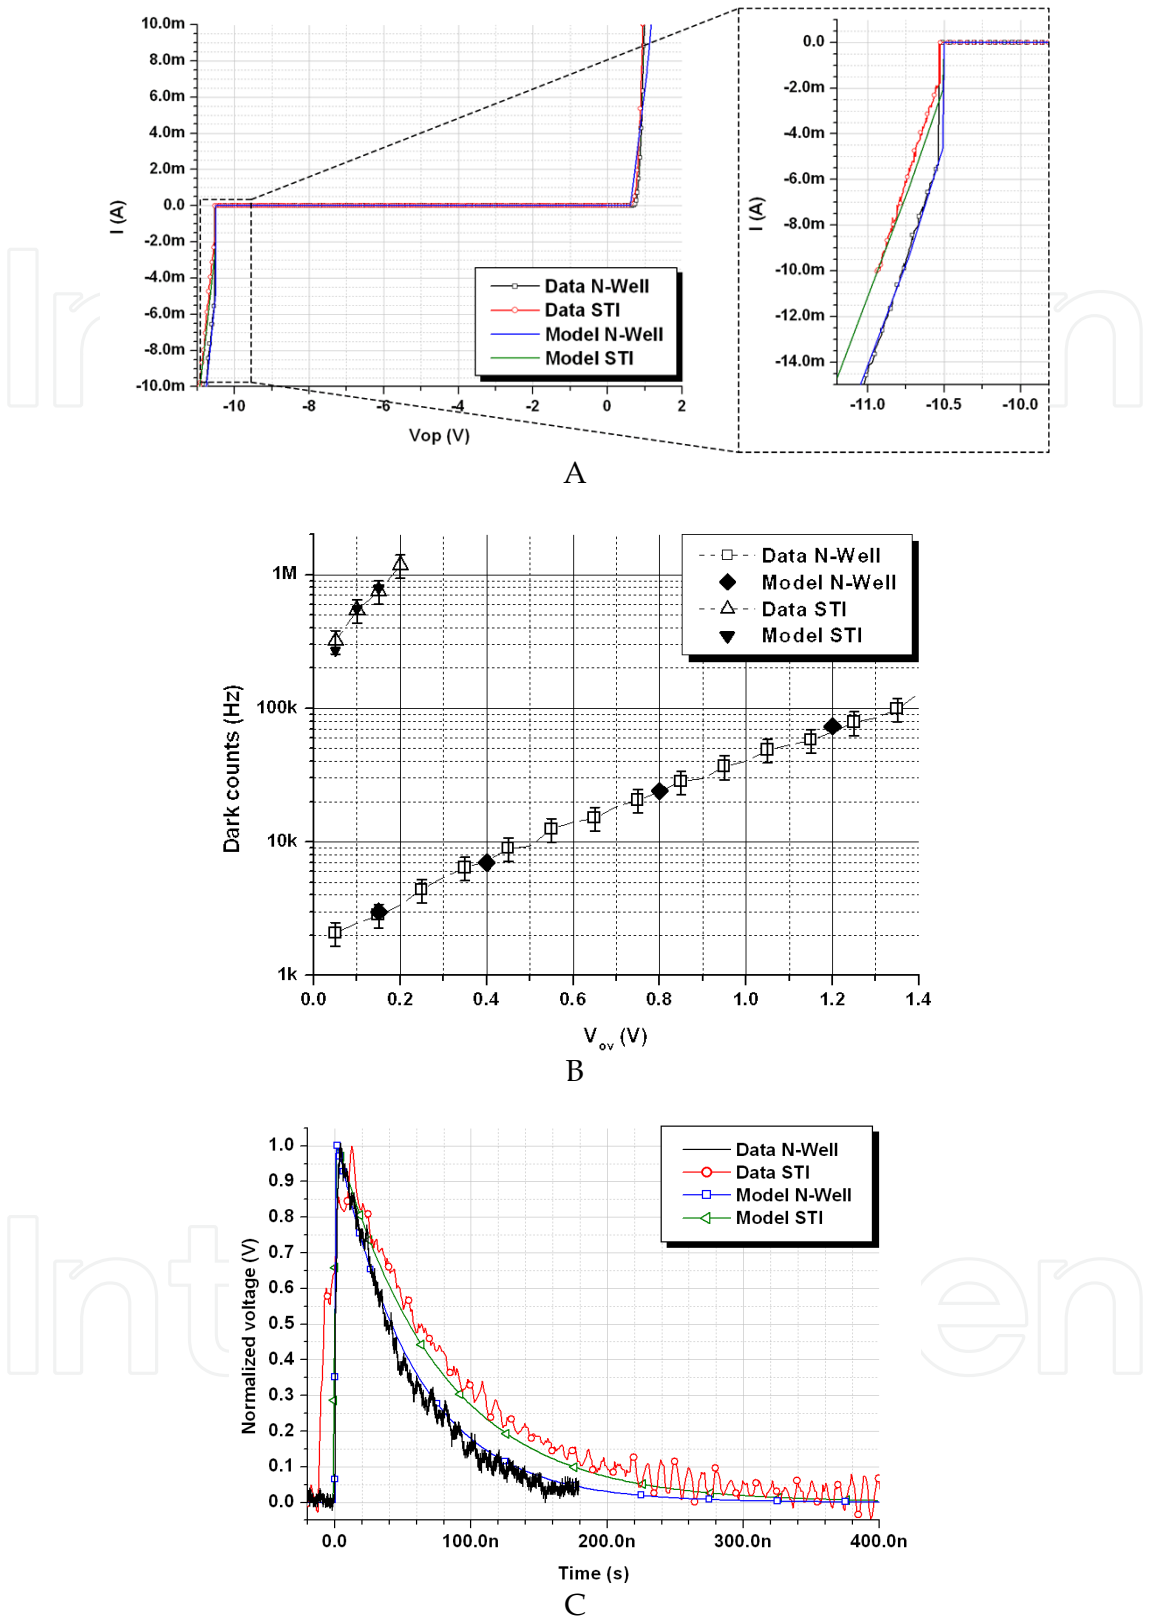 10.0m
8.0m
6.0m
4.0m
2.0m
0.0
-2.0m
-4.0m
-6.0m
-8.0m
-10.0m
I (A)
-10
-8
-6
-4
-2
0
2
Vop (V)
Data N-Well
Data STI
Model N-Well
Model STI
0.0
-2.0m
-4.0m
-6.0m
-8.0m
-10.0m
-12.0m
-14.0m
I (A)
-11.0
-10.5
-10.0
A
1M
100k
10k
1k
Dark counts (Hz)
0.0
0.2
0.4
0.6
0.8
1.0
1.2
1.4
Vov (V)
Data N-Well
Model N-Well
Data STI
Model STI
B
1.0
0.9
0.8
0.7
0.6
0.5
0.4
0.3
0.2
0.1
0.0
Normalized voltage (V)
0.0
100.0n
200.0n
300.0n
400.0n
Time (s)
Data N-Well
Data STI
Model N-Well
Model STI
C